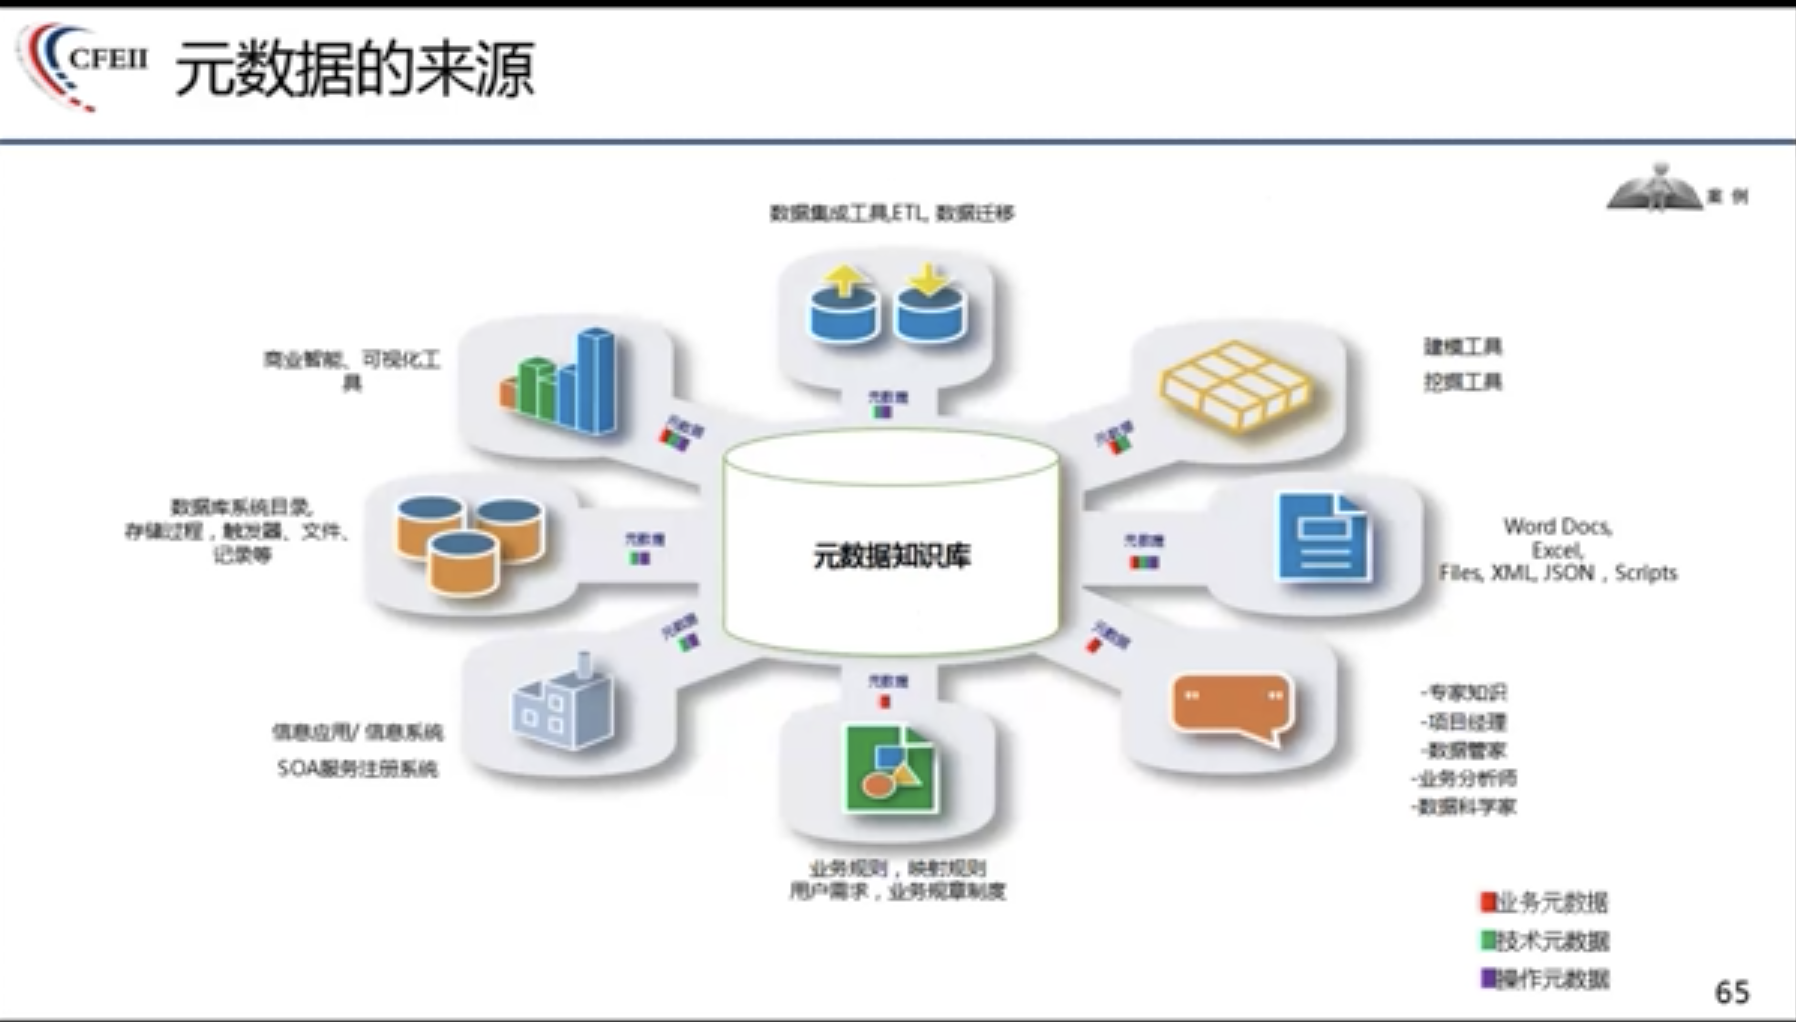 CFEII
元数据的来源
案 例
数据集成工具,ETL, 数据迁移
商业智能、可视化工
具
建模工具
挖掘工具
元数据
元数据
元数据
数据库系统目录,
存储过程，触发器、文件、
记录等
元数据
元数据知识库
元数据
Word Docs,
Excel,
Files, XML, JSON , Scripts
元数据
元数据
元数据
信息应用/ 信息系统
SOA服务注册系统
-专家知识
-项目经理
-数据管家
-业务分析师
-数据科学家
业务规则，映射规则
用户需求，业务规章制度
业务元数据
技术元数据
操作元数据
65